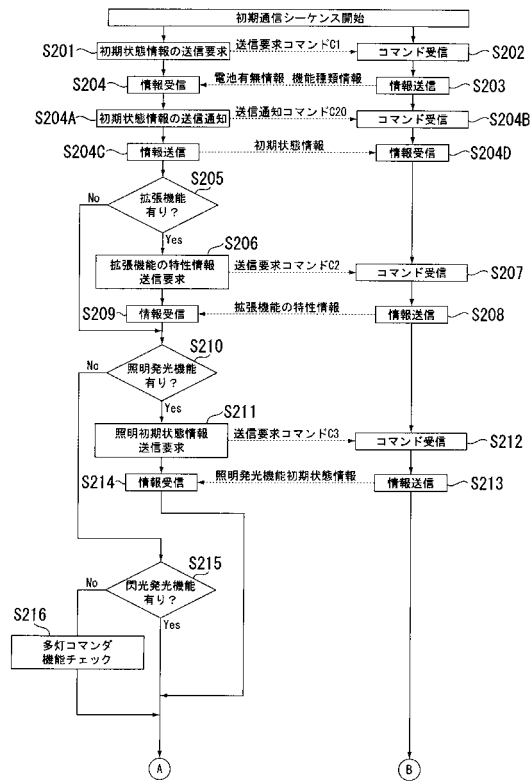 初期通信シーケンス開始
S201
初期状態情報の送信要求
送信要求コマンドC1
コマンド受信
S202
S204
情報受信
電池有無情報 機能種類情報
情報送信
S203
S204A
初期状態情報の送信通知
送信通知コマンドC20
コマンド受信
S204B
S204C
情報送信
初期状態情報
情報受信
S204D
S205
拡張機能
有り？
No
Yes
S206
拡張機能の特性情報
送信要求
送信要求コマンドC2
コマンド受信
S207
S209
情報受信
拡張機能の特性情報
情報送信
S208
S210
照明発光機能
有り？
No
Yes
S211
照明初期状態情報
送信要求
送信要求コマンドC3
コマンド受信
S212
S214
情報受信
照明発光機能初期状態情報
情報送信
S213
S215
閃光発光機能
有り？
No
Yes
S216
多灯コマンダ
機能チェック
A
B